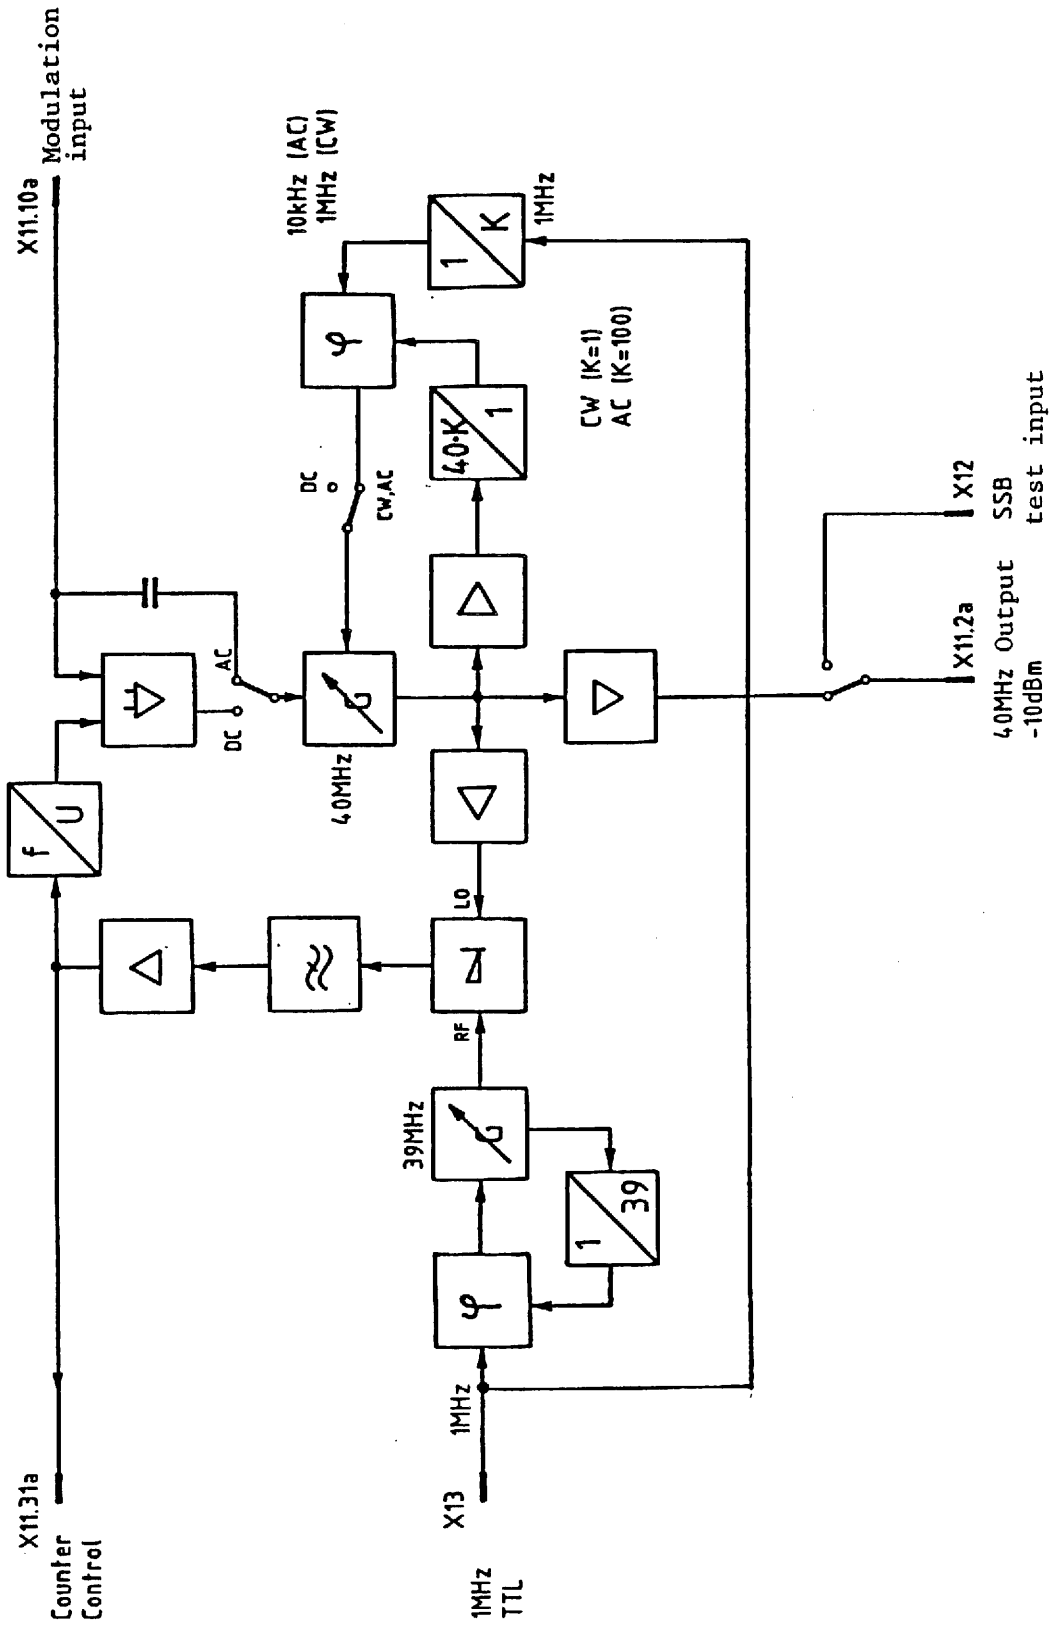 X11.31a
Counter
Control
X11.10a
Modulation
input
f
U
DC
AC
40MHz
DC
CW,AC
10kHz (AC)
1MHz (CW)
φ
1
K
1MHz
40·K
1
CW (K=1)
AC (K=100)
G
LO
RF
39MHz
G
1
39
φ
1MHz
X13
1MHz
TTL
X11.2a
40MHz Output
-10dBm
X12
SSB
test input